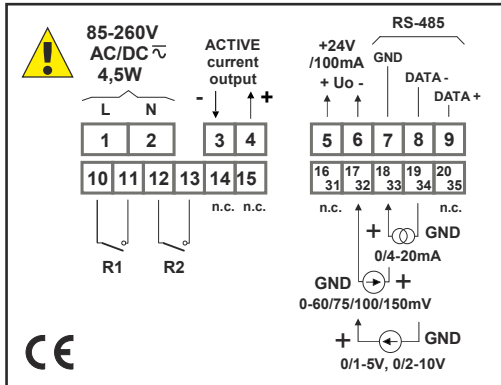 85-260V
AC/DC
4,5W
L N
ACTIVE
current
output
- +
+24V
/100mA
+ Uo -
RS-485
GND
DATA -
DATA +
1 2 3 4 5 6 7 8 9
10 11 12 13 14 15
16 31 17 32 18 33 19 34 20 35
n.c. n.c. n.c. n.c.
R1 R2
+ GND
0/4-20mA
GND +
0-60/75/100/150mV
+ GND
0/1-5V, 0/2-10V
CE